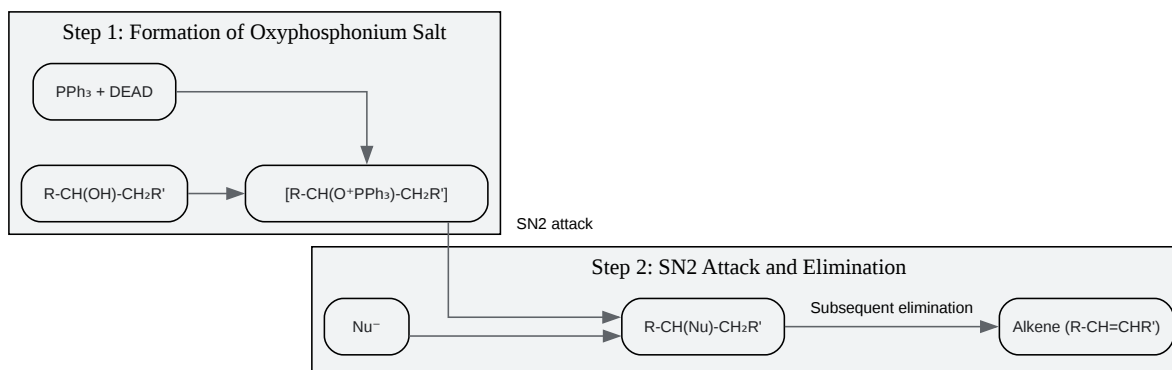 Step 1: Formation of Oxyphosphonium Salt
PPh₃ + DEAD
R-CH(OH)-CH₂R'
[R-CH(O⁺PPh₃)-CH₂R']
SN2 attack
Step 2: SN2 Attack and Elimination
Nu⁻
R-CH(Nu)-CH₂R'
Subsequent elimination
Alkene (R-CH=CHR')